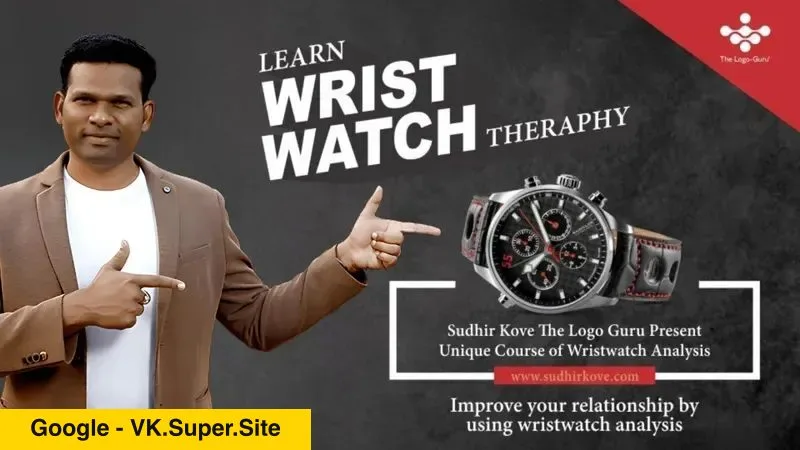 The Logo-Guru
LEARN
WRIST
WATCH THERAPHY
55
Sudhir Kove The Logo Guru Present
Unique Course of Wristwatch Analysis
www.sudhirkove.com
Improve your relationship by
using wristwatch analysis
Google - VK.Super.Site